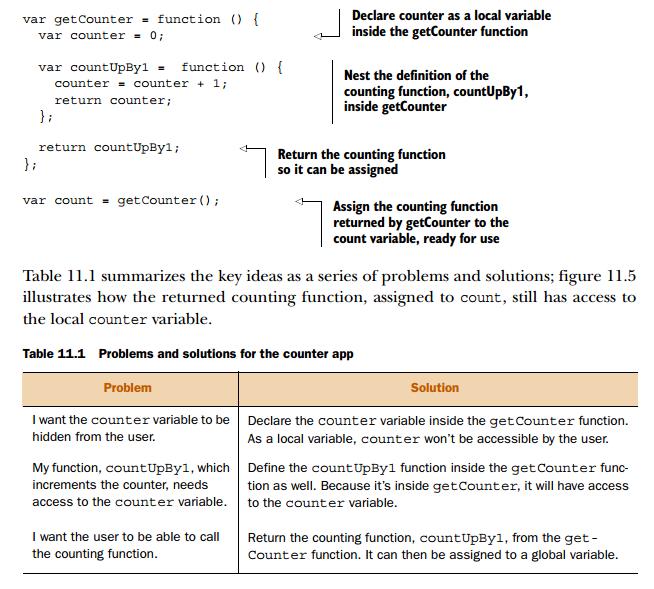 var getCounter = function () {
Declare counter as a local variable
inside the getCounter function
var counter = 0;
var countUpBy1 =  function () {
counter = counter + 1;
return counter;
};
Nest the definition of the
counting function, countUpBy1,
inside getCounter
return countUpBy1;
};
Return the counting function
so it can be assigned
var count = getCounter();
Assign the counting function
returned by getCounter to the
count variable, ready for use
Table 11.1 summarizes the key ideas as a series of problems and solutions; figure 11.5
illustrates how the returned counting function, assigned to count, still has access to
the local counter variable.
Table 11.1 Problems and solutions for the counter app
Problem
Solution
I want the counter variable to be
hidden from the user.
Declare the counter variable inside the getCounter function.
As a local variable, counter won't be accessible by the user.
My function, countUpBy1, which
increments the counter, needs
access to the counter variable.
Define the countUpBy1 function inside the getCounter func-
tion as well. Because it's inside getCounter, it will have access
to the counter variable.
I want the user to be able to call
the counting function.
Return the counting function, countUpBy1, from the get-
Counter function. It can then be assigned to a global variable.